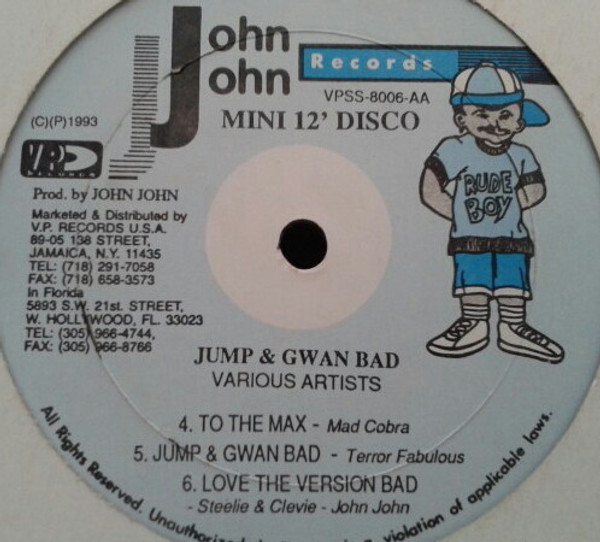 John
John
Records
VPSS-8006-AA
MINI 12' DISCO
(C)(P)1993
VP
RECORDS
Prod. by JOHN JOHN
Marketed & Distributed by
V.P. RECORDS U.S.A.
89-05 138 STREET,
JAMAICA, N.Y. 11435
TEL: (718) 291-7058
FAX: (718) 658-3573
In Florida
5893 S.W. 21st. STREET,
W. HOLLYWOOD, FL. 33023
TEL: (305) 966-4744,
FAX: (305) 966-8766
RUDE
BOY
JUMP & GWAN BAD
VARIOUS ARTISTS
4. TO THE MAX - Mad Cobra
5. JUMP & GWAN BAD - Terror Fabulous
6. LOVE THE VERSION BAD
- Steelie & Clevie - John John
All Rights Reserved. Unauthorized violation of applicable laws.